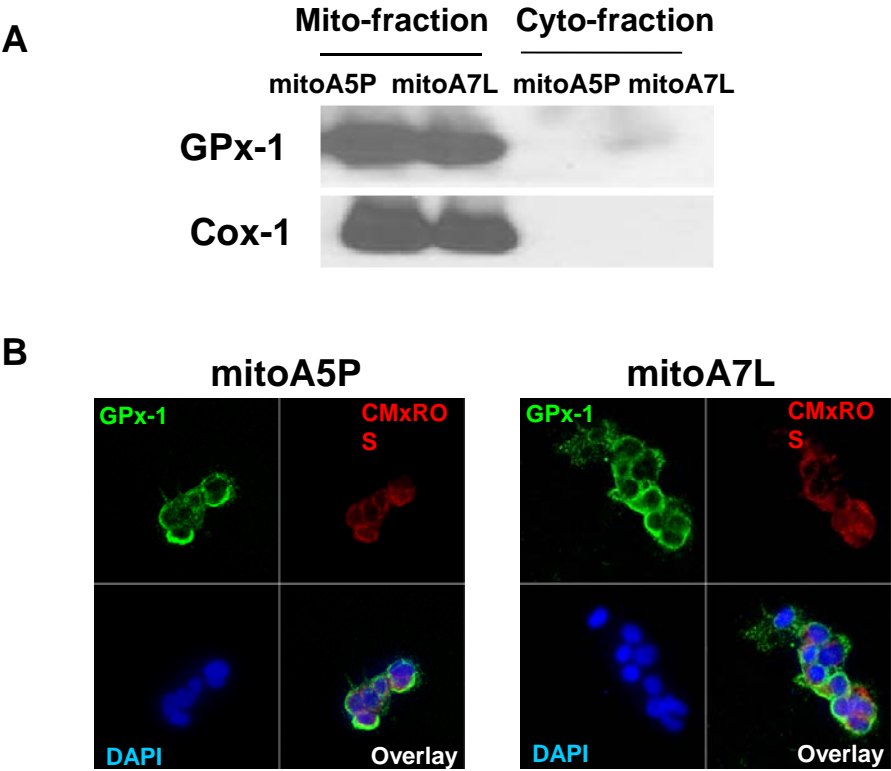 A
Mito-fraction Cyto-fraction
mitoA5P mitoA7L mitoA5P mitoA7L
GPx-1
Cox-1
B
mitoA5P mitoA7L
GPx-1
CMxRO
S
GPx-1
CMxRO
S
DAPI
Overlay
DAPI
Overlay